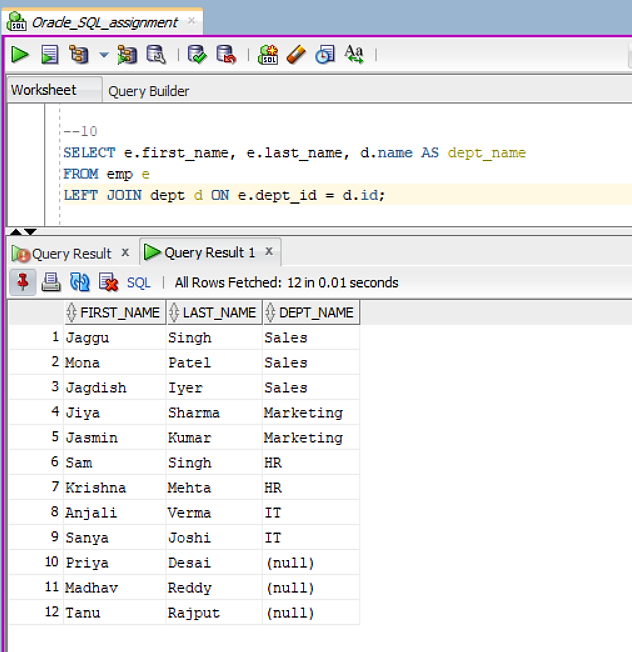 Oracle_SQL_assignment
SQL Aa
Worksheet Query Builder
--10
SELECT e.first_name, e.last_name, d.name AS dept_name
FROM emp e
LEFT JOIN dept d ON e.dept_id = d.id;
Query Result x Query Result 1 x
SQL | All Rows Fetched: 12 in 0.01 seconds
FIRST_NAME LAST_NAME DEPT_NAME
1 Jaggu Singh Sales
2 Mona Patel Sales
3 Jagdish Iyer Sales
4 Jiya Sharma Marketing
5 Jasmin Kumar Marketing
6 Sam Singh HR
7 Krishna Mehta HR
8 Anjali Verma IT
9 Sanya Joshi IT
10 Priya Desai (null)
11 Madhav Reddy (null)
12 Tanu Rajput (null)